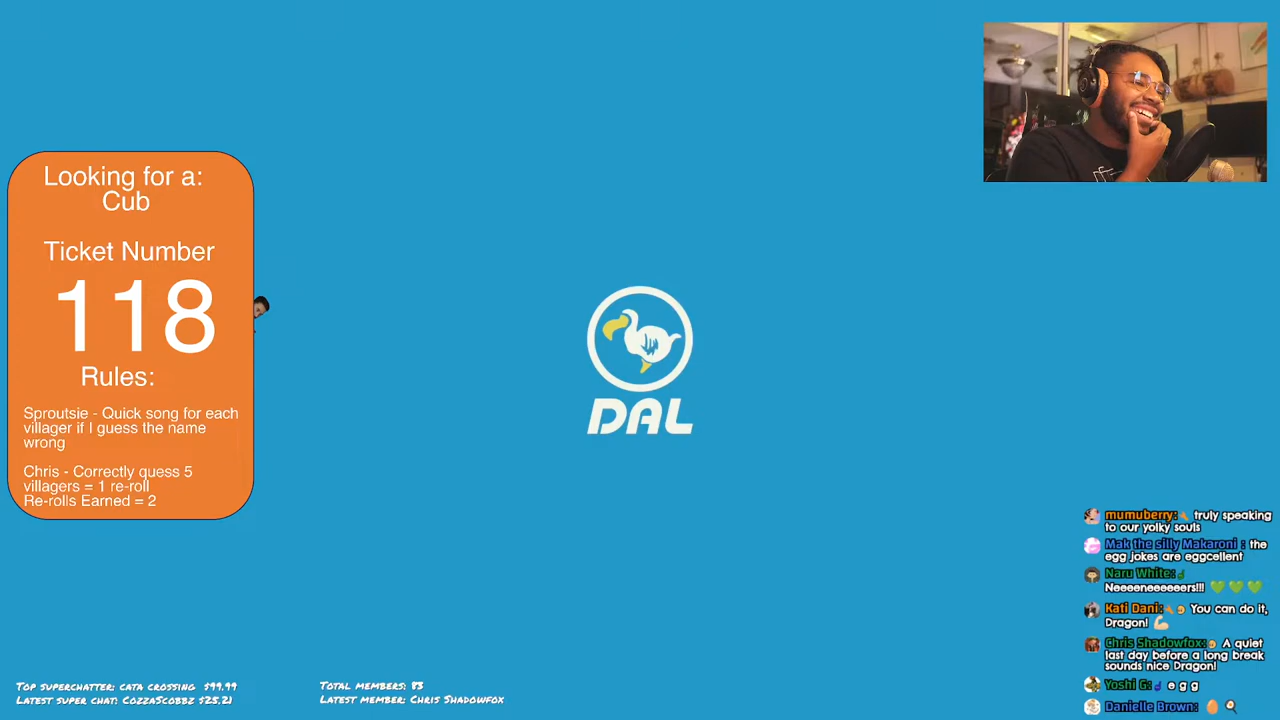 Looking for a:
Cub
Ticket Number
118
Rules:
Sproutsie - Quick song for each
villager if I guess the name
wrong
Chris - Correctly quess 5
villagers = 1 re-roll
Re-rolls Earned = 2
DAL
mumuberry: truly speaking
to our yolky souls
Mak the silly Makaroni : the
egg jokes are eggcellent
Naru White:
Neeeneeeeers!!! 💚 💚 💚
Kati Dani: You can do it,
Dragon! 💪🏻
Chris Shadowfox: A quiet
last day before a long break
sounds nice Dragon!
Yoshi G: e g g
Danielle Brown: 🥚 🍳
Top superchatter: cata crossing $99.99
Latest super chat: CozzaScobbz $25.21
Total members: 83
Latest member: Chris Shadowfox